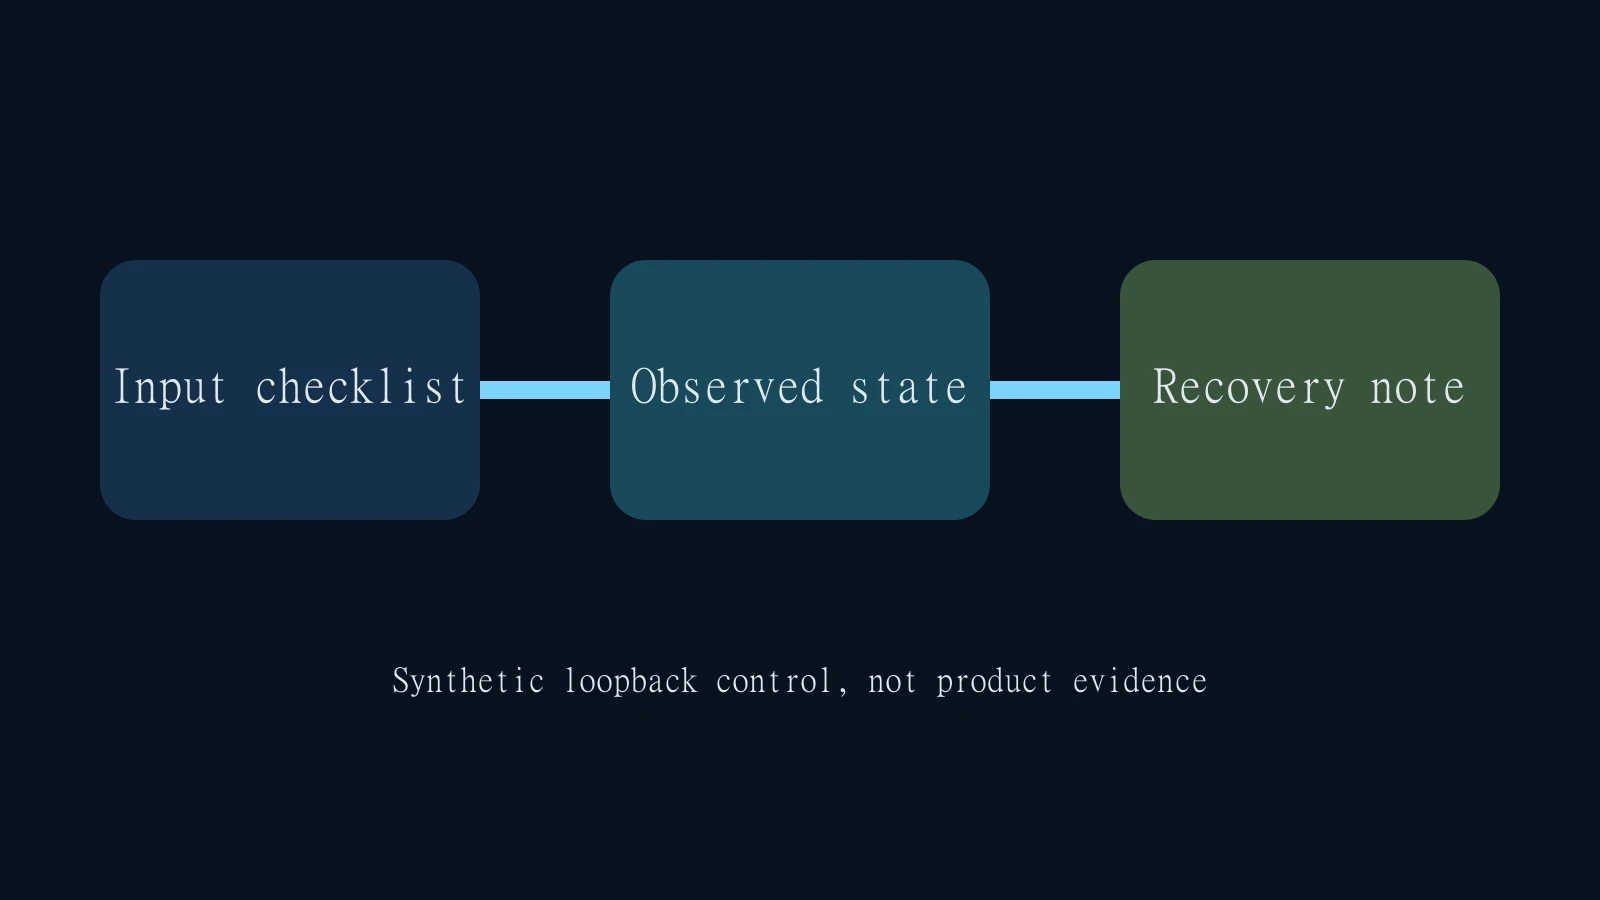 Input checklist
Observed state
Recovery note
Synthetic loopback control, not product evidence